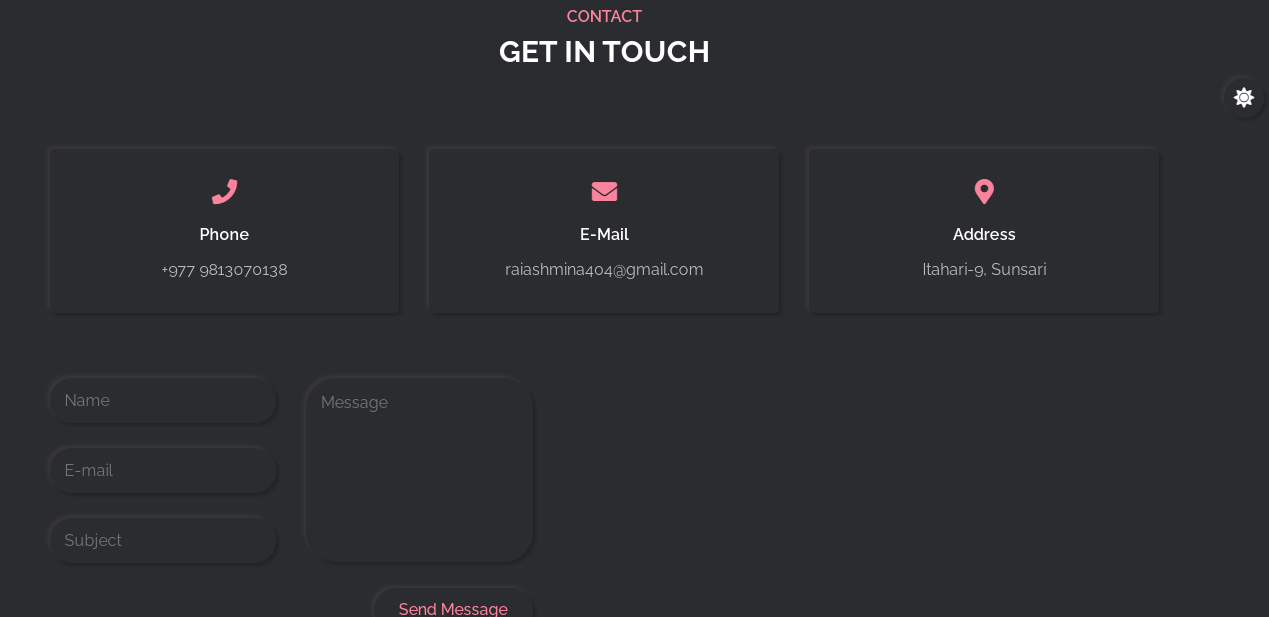 CONTACT
GET IN TOUCH
Phone
+977 9813070138
E-Mail
raiashmina404@gmail.com
Address
Itahari-9, Sunsari
Name
E-mail
Subject
Message
Send Message